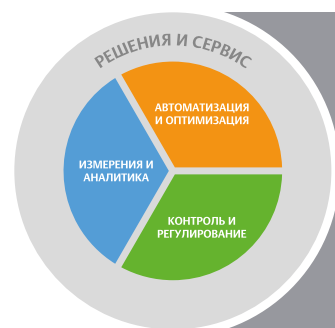 РЕШЕНИЯ И СЕРВИС
АВТОМАТИЗАЦИЯ
И ОПТИМИЗАЦИЯ
ИЗМЕРЕНИЯ И
АНАЛИТИКА
КОНТРОЛЬ И
РЕГУЛИРОВАНИЕ